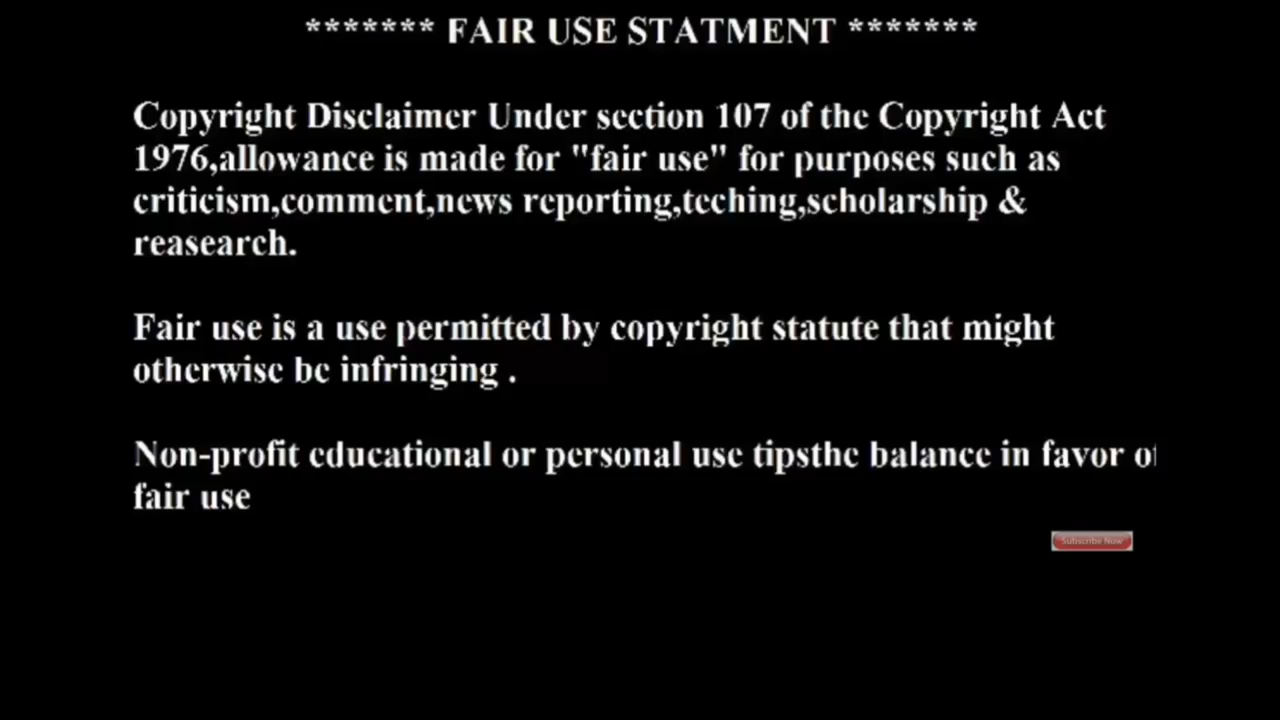 ******* FAIR USE STATMENT *******
Copyright Disclaimer Under section 107 of the Copyright Act
1976,allowance is made for "fair use" for purposes such as
criticism,comment,news reporting,teching,scholarship &
reasearch.
Fair use is a use permitted by copyright statute that might
otherwise be infringing .
Non-profit educational or personal use tipsthe balance in favor of
fair use
Subscribe Now